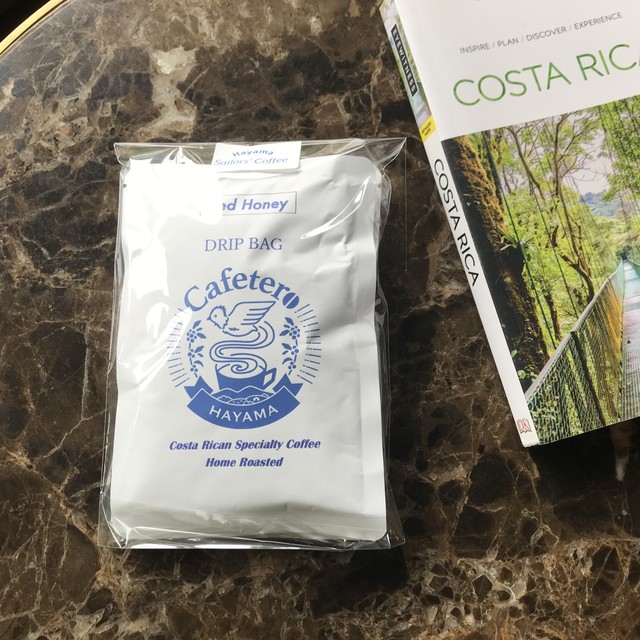 Hayama
Sailors' Coffee
ed Honey
DRIP BAG
Cafetero
HAYAMA
Costa Rican Specialty Coffee
Home Roasted
INSPIRE / PLAN / DISCOVER / EXPERIENCE
COSTA RICA
COSTA RICA
DK